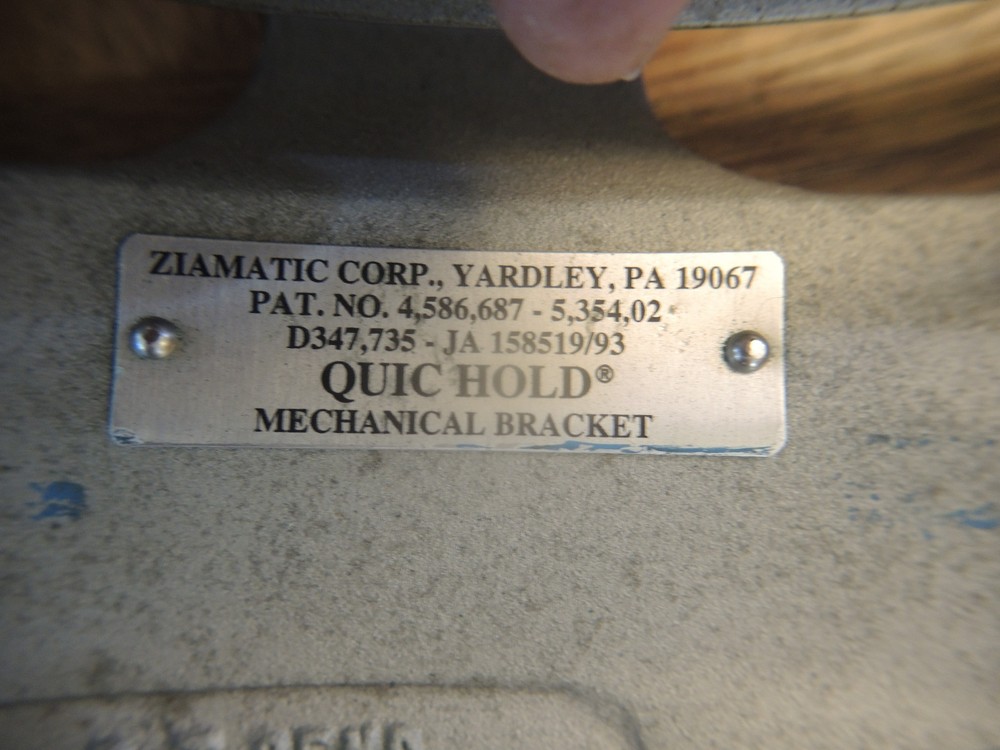 ZIAMATIC CORP., YARDLEY, PA 19067
PAT. NO. 4,586,687 - 5,354,02
D347,735 - JA 158519/93
QUIC HOLD®
MECHANICAL BRACKET